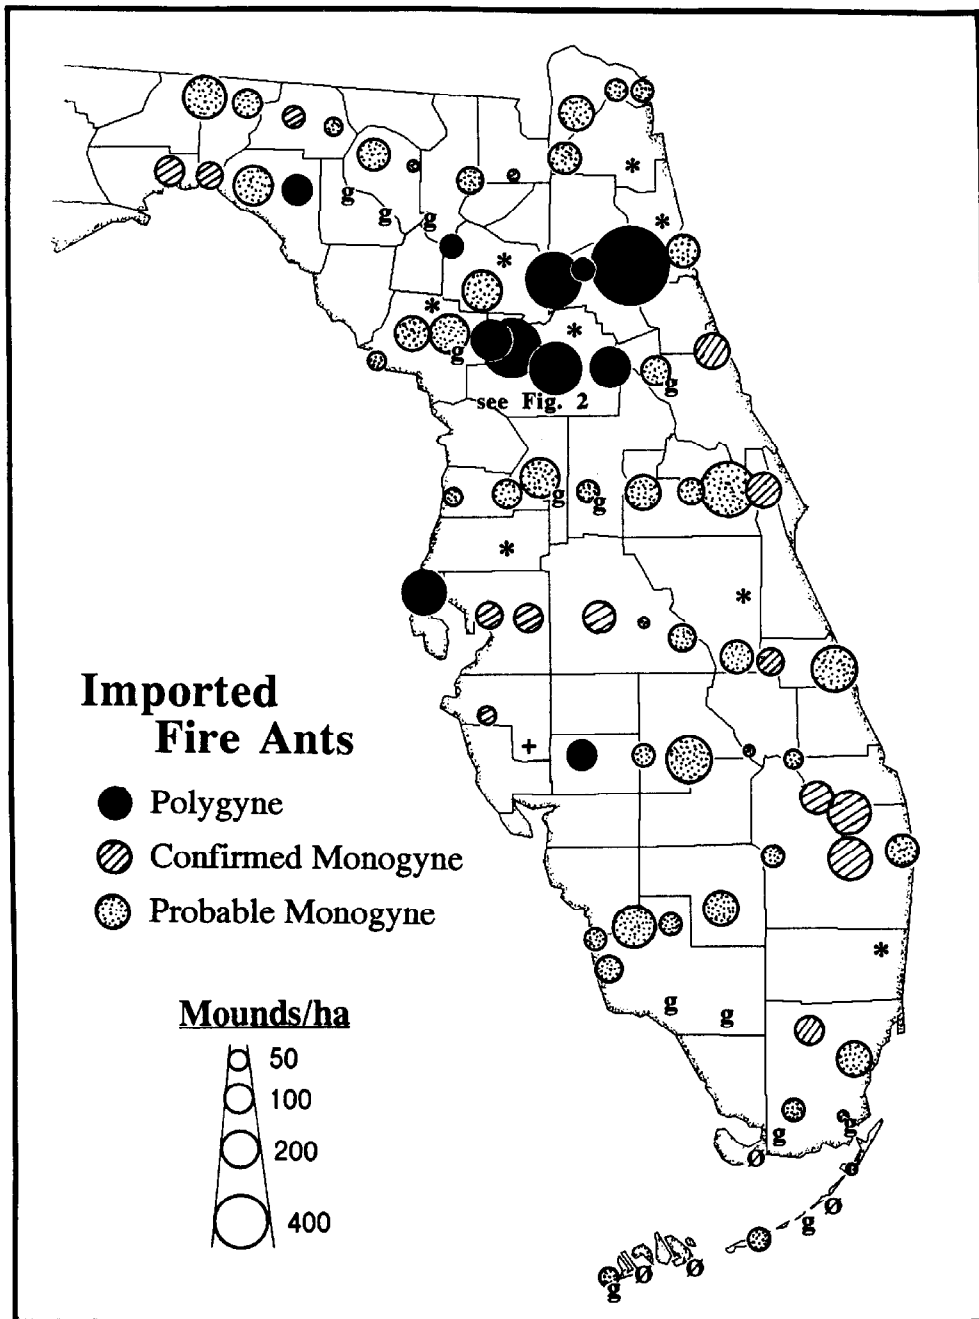 *
*
g
g
g
*
*
*
g
g
see Fig. 2
g
g
*
*
Imported
Fire Ants
+
Polygyne
Confirmed Monogyne
Probable Monogyne
*
g
g
Mounds/ha
50
100
200
400
g
g
Ø
Ø
g
Ø
Ø
g